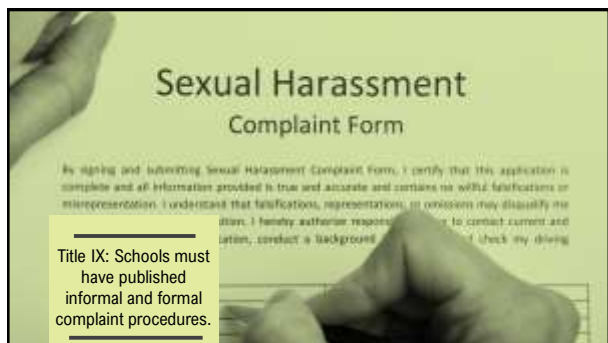 Sexual Harassment
Complaint Form
By signing and submitting Sexual Harassment Complaint Form, I certify that this application is
complete and all information provided is true and accurate and contains no willful falsifications or
misrepresentation. I understand that falsifications, representations, or omissions may disqualify me
I hereby authorize to contact current and
conduct a background check my driving
Title IX: Schools must
have published
informal and formal
complaint procedures.